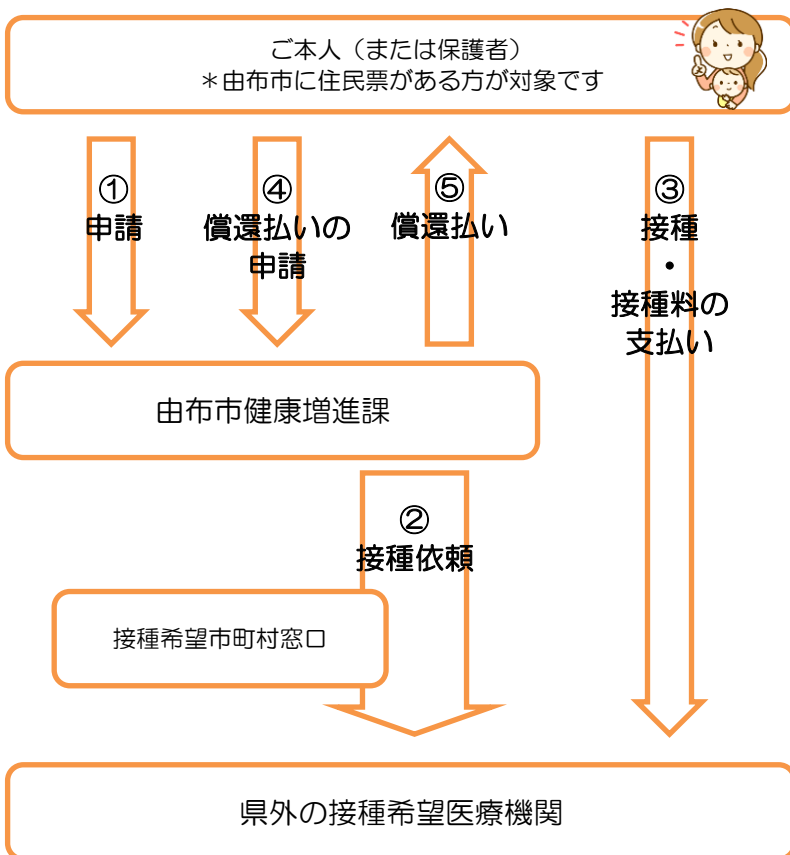 ご本人（または保護者）
＊由布市に住民票がある方が対象です
①
申請
④
償還払いの
申請
⑤
償還払い
③
接種
・
接種料の
支払い
由布市健康増進課
②
接種依頼
接種希望市町村窓口
県外の接種希望医療機関